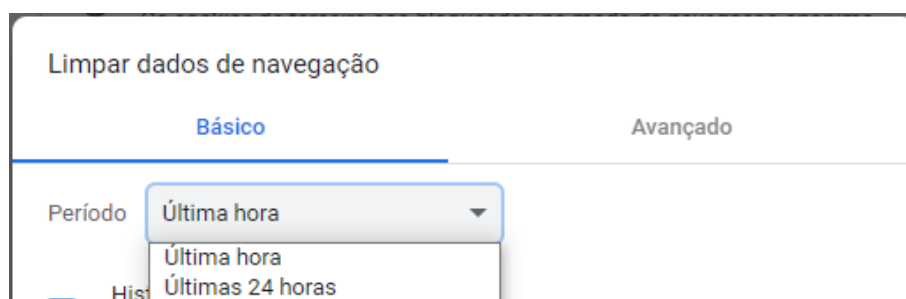 Limpar dados de navegação
Básico Avançado
Período Última hora
Última hora
Últimas 24 horas